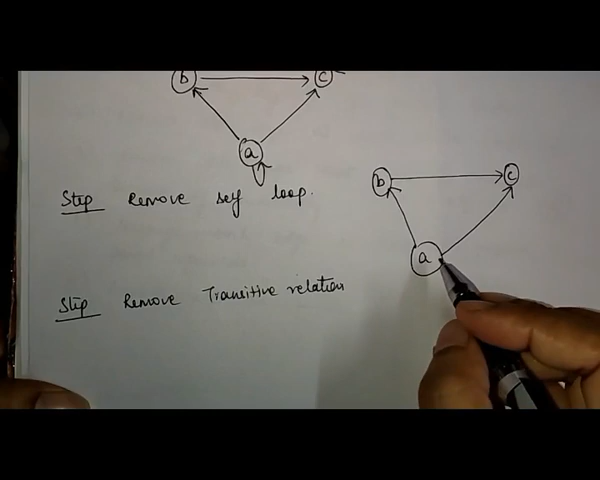 b c
a
b c
Step Remove self loop.
a
Step Remove Transitive relation